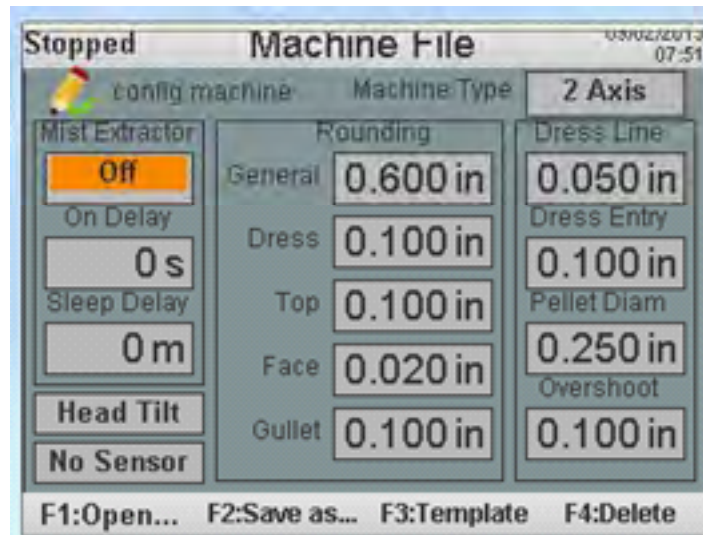 Stopped
Machine File
09/02/2015
07:51
config machine
Machine Type
2 Axis
Mist Extractor
Off
On Delay
0 s
Sleep Delay
0 m
Head Tilt
No Sensor
Rounding
General 0.600 in
Dress 0.100 in
Top 0.100 in
Face 0.020 in
Gullet 0.100 in
Dress Line
0.050 in
Dress Entry
0.100 in
Pellet Diam
0.250 in
Overshoot
0.100 in
F1:Open... F2:Save as... F3:Template F4:Delete